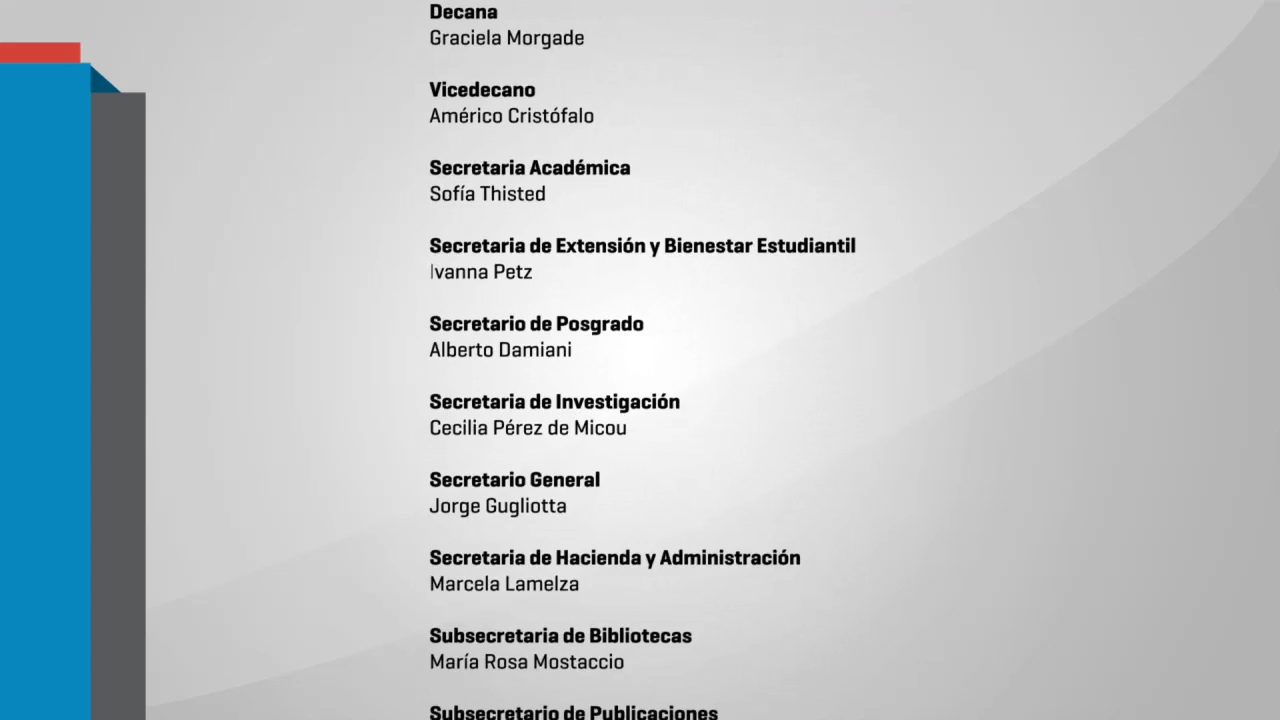 Decana
Graciela Morgade
Vicedecano
Américo Cristófalo
Secretaria Académica
Sofía Thisted
Secretaria de Extensión y Bienestar Estudiantil
Ivanna Petz
Secretario de Posgrado
Alberto Damiani
Secretaria de Investigación
Cecilia Pérez de Micou
Secretario General
Jorge Gugliotta
Secretaria de Hacienda y Administración
Marcela Lamelza
Subsecretaria de Bibliotecas
María Rosa Mostaccio
Subsecretario de Publicaciones